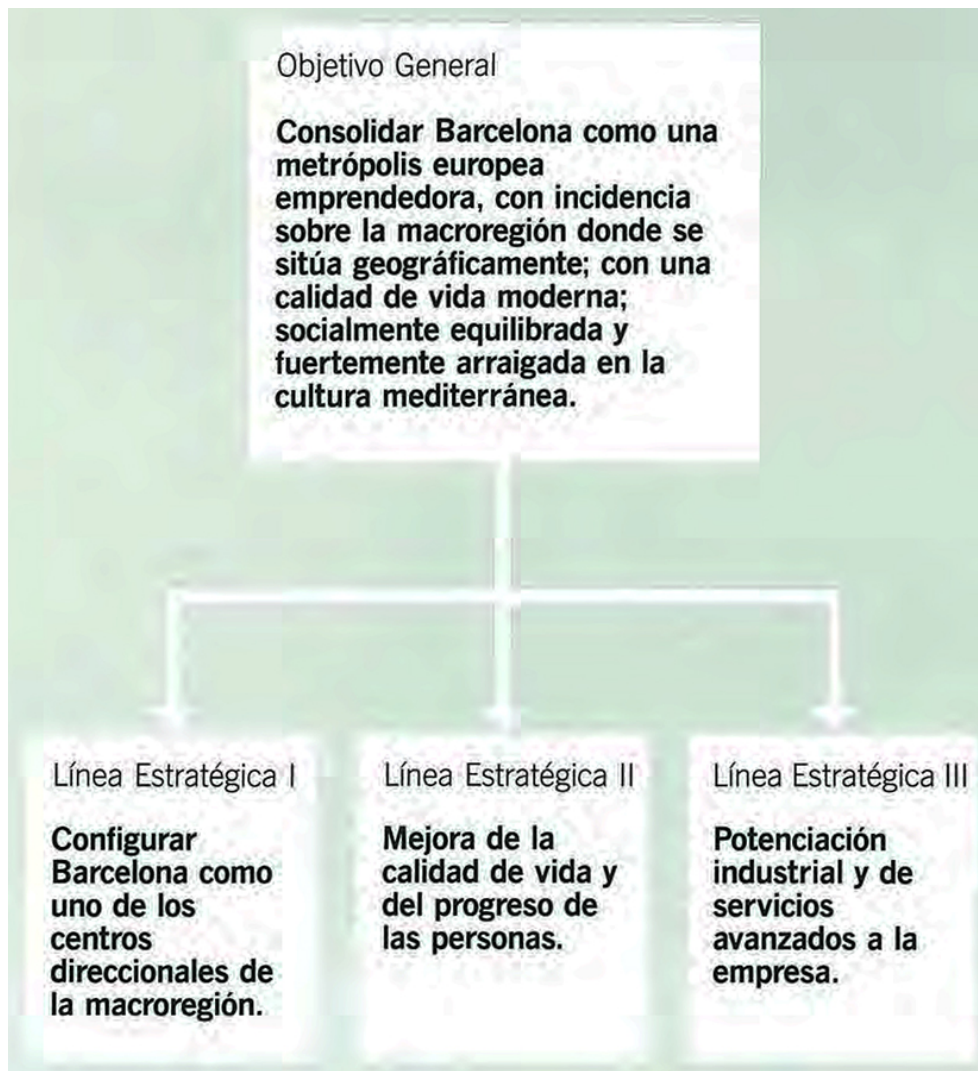 Objetivo General
Consolidar Barcelona como una
metrópolis europea
emprendedora, con incidencia
sobre la macroregión donde se
sitúa geográficamente; con una
calidad de vida moderna;
socialmente equilibrada y
fuertemente arraigada en la
cultura mediterránea.
Línea Estratégica I
Configurar
Barcelona como
uno de los
centros
direccionales de
la macroregión.
Línea Estratégica II
Mejora de la
calidad de vida y
del progreso de
las personas.
Línea Estratégica III
Potenciación
industrial y de
servicios
avanzados a la
empresa.